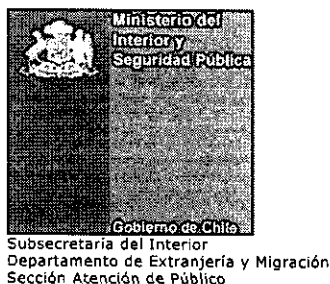 Ministerio del
Interior y
Seguridad Pública
Gobierno de Chile
Subsecretaría del Interior
Departamento de Extranjería y Migración
Sección Atención de Público